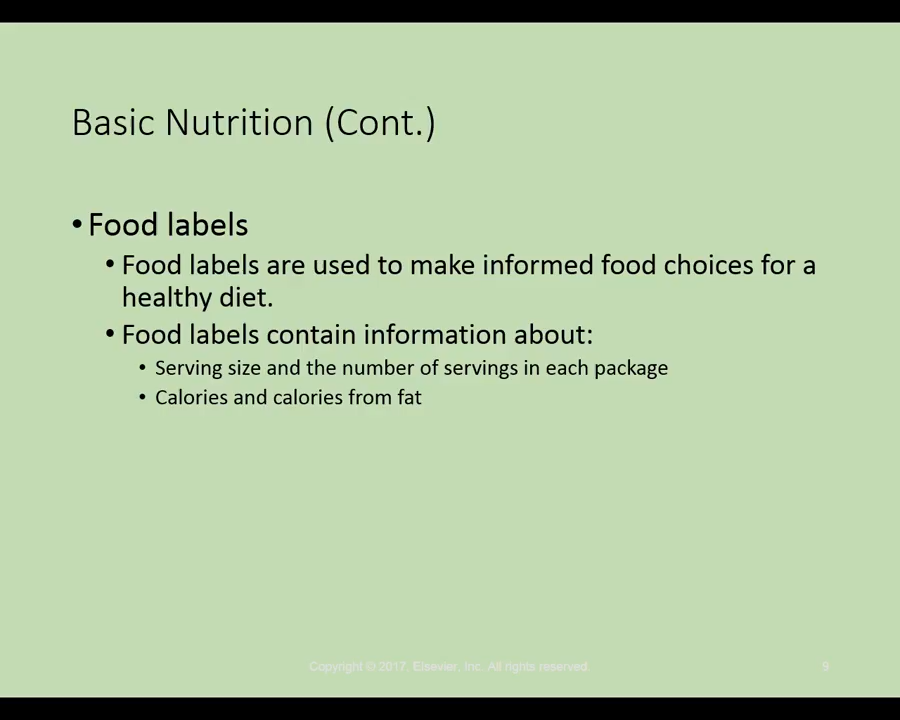 Basic Nutrition (Cont.)
• Food labels
• Food labels are used to make informed food choices for a
healthy diet.
• Food labels contain information about:
• Serving size and the number of servings in each package
• Calories and calories from fat
Copyright © 2017, Elsevier, Inc. All rights reserved.
9